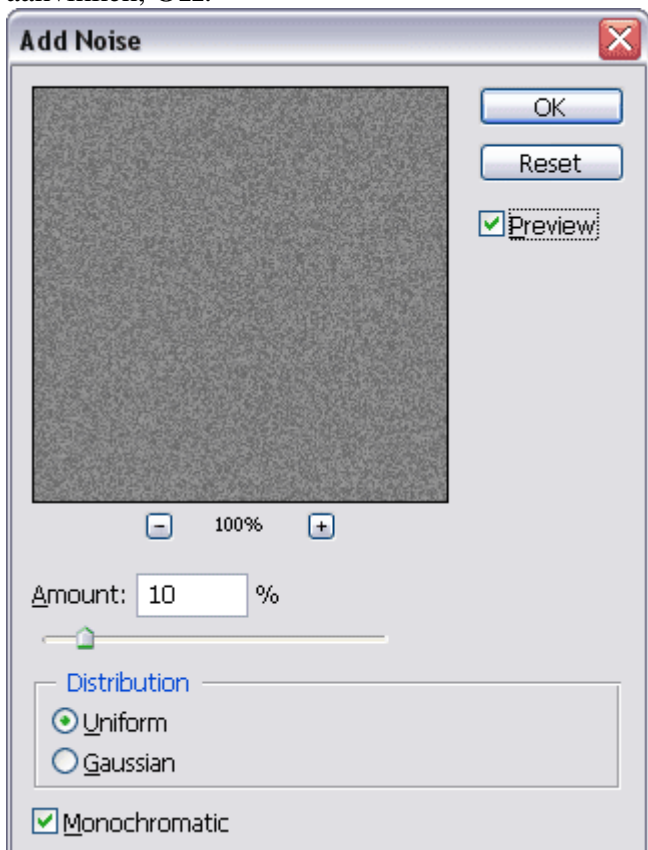 Add Noise
OK
Reset
Preview
100%
Amount: 10 %
Distribution
Uniform
Gaussian
Monochromatic